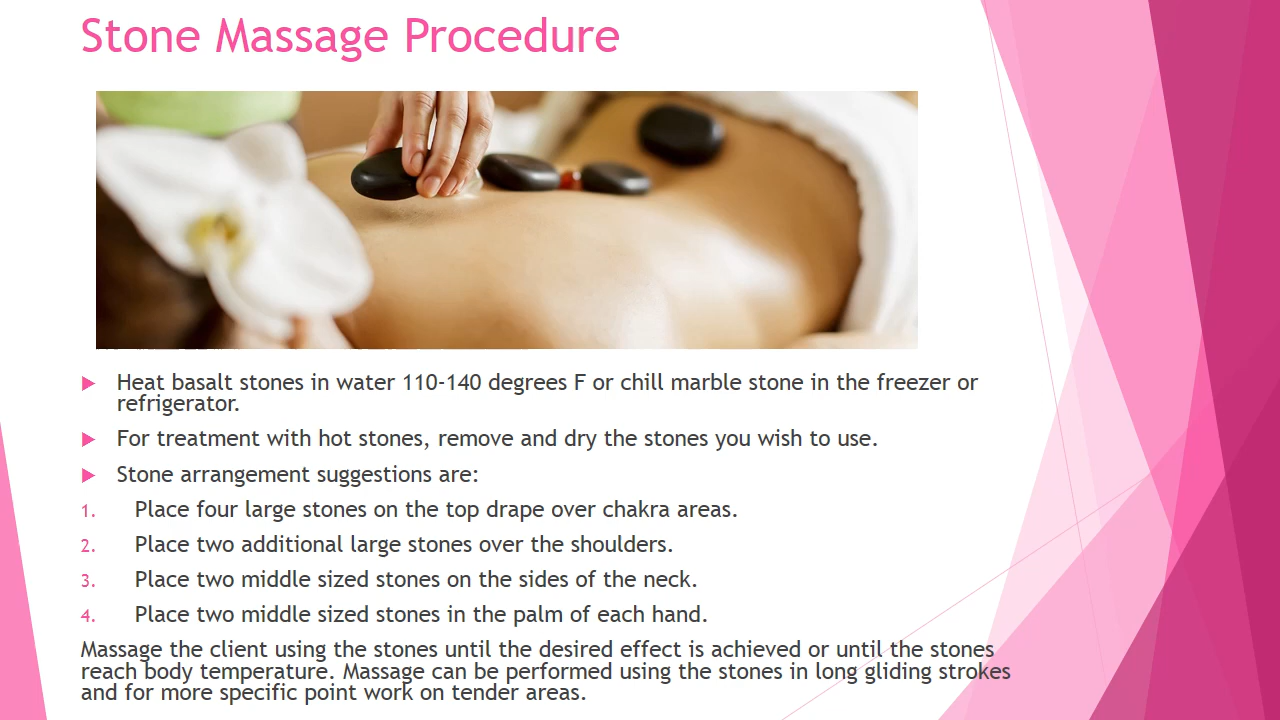 Stone Massage Procedure
Heat basalt stones in water 110-140 degrees F or chill marble stone in the freezer or
refrigerator.
For treatment with hot stones, remove and dry the stones you wish to use.
Stone arrangement suggestions are:
1. Place four large stones on the top drape over chakra areas.
2. Place two additional large stones over the shoulders.
3. Place two middle sized stones on the sides of the neck.
4. Place two middle sized stones in the palm of each hand.
Massage the client using the stones until the desired effect is achieved or until the stones
reach body temperature. Massage can be performed using the stones in long gliding strokes
and for more specific point work on tender areas.